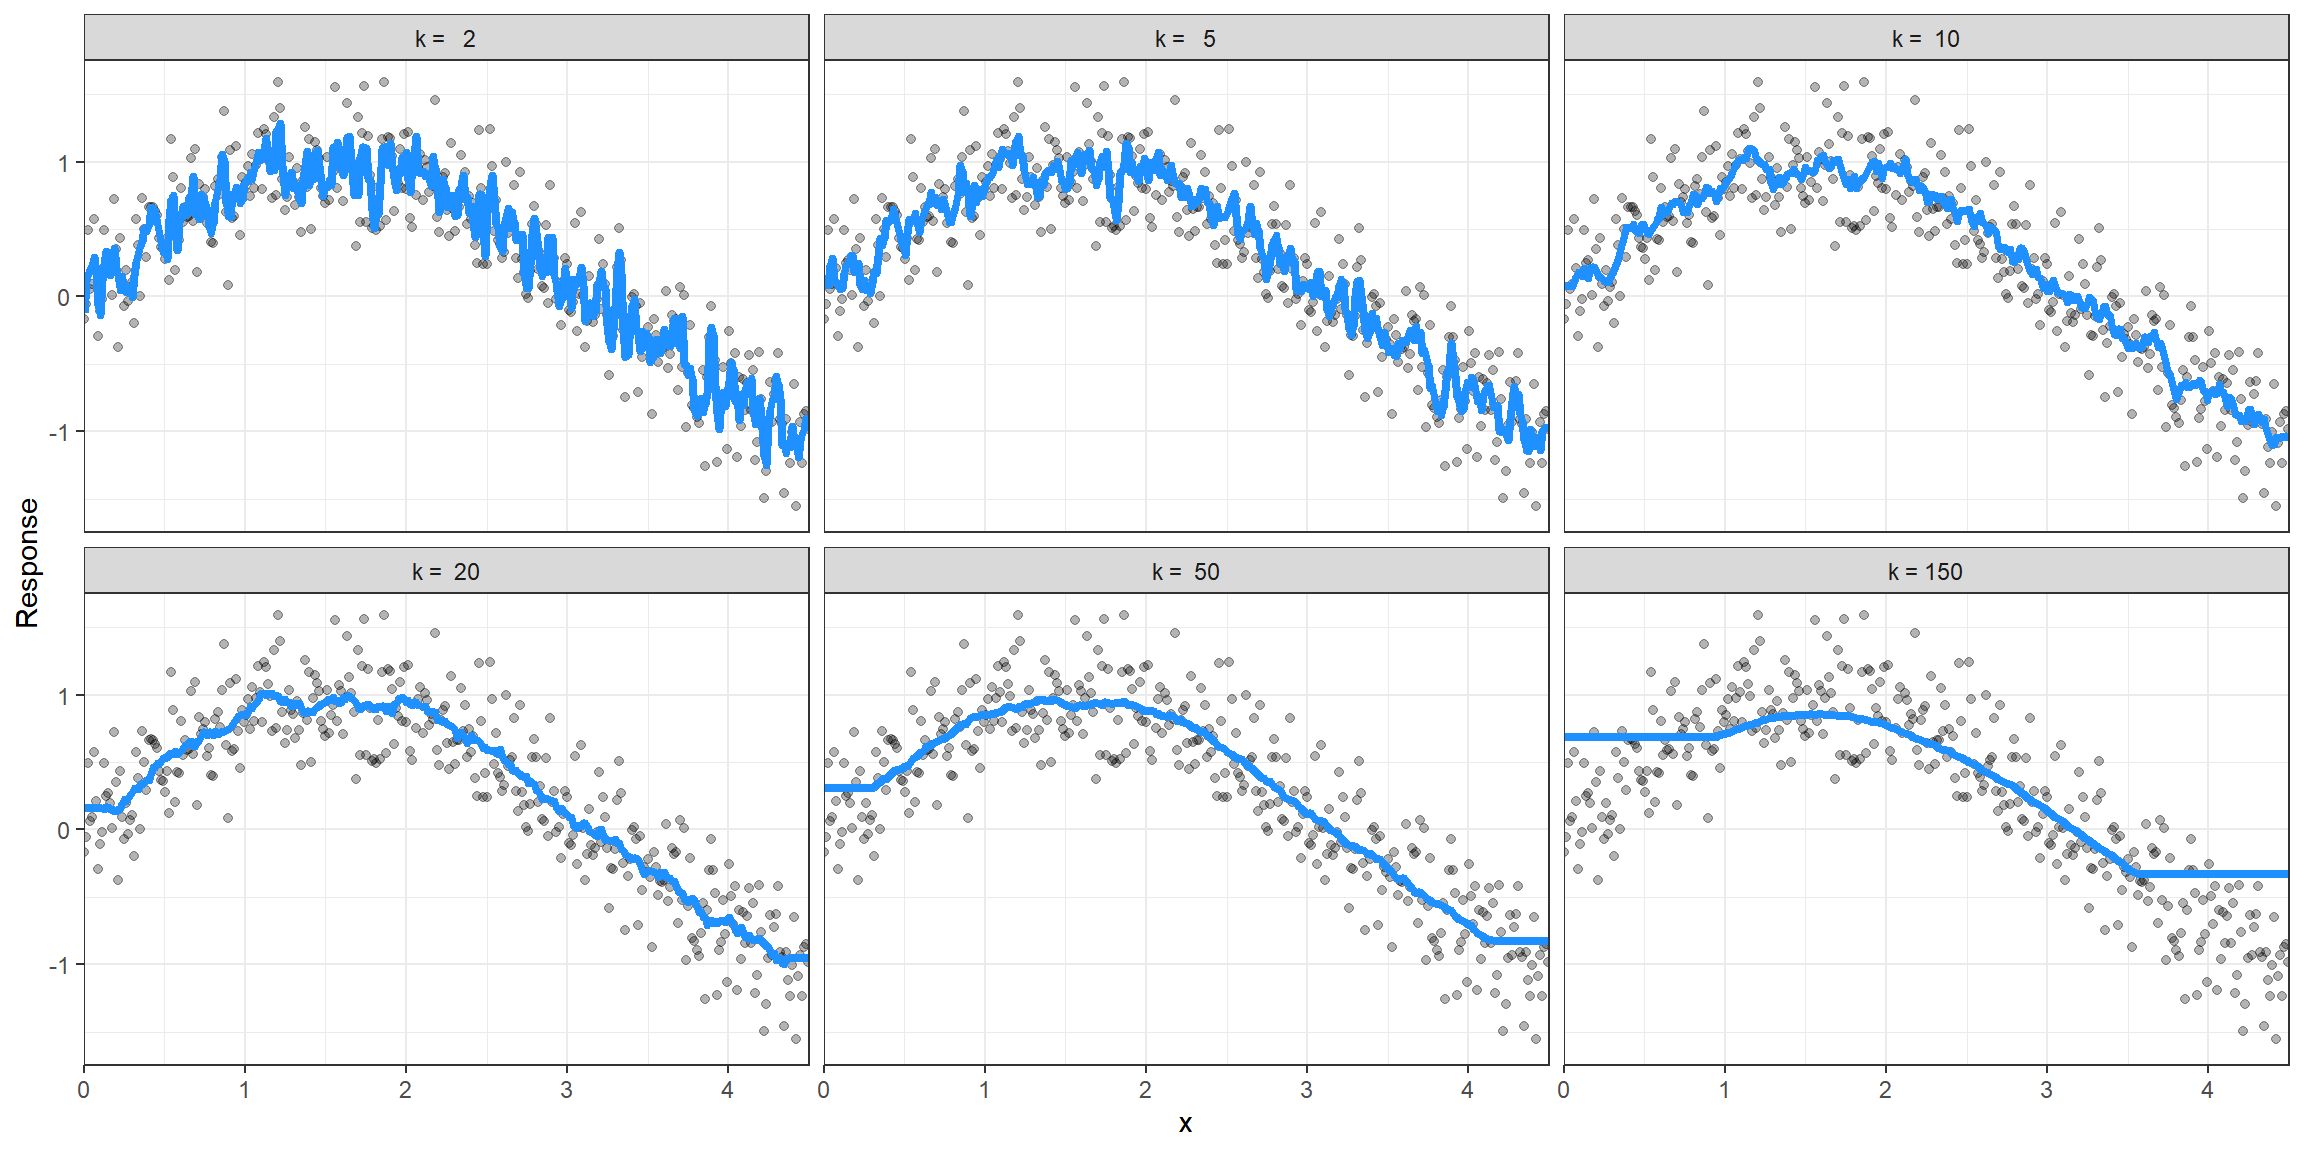 k =   2
k =   5
k =  10
1
0
-1
Response
k =  20
k =  50
k = 150
1
0
-1
0 1 2 3 4
0 1 2 3 4
0 1 2 3 4
x